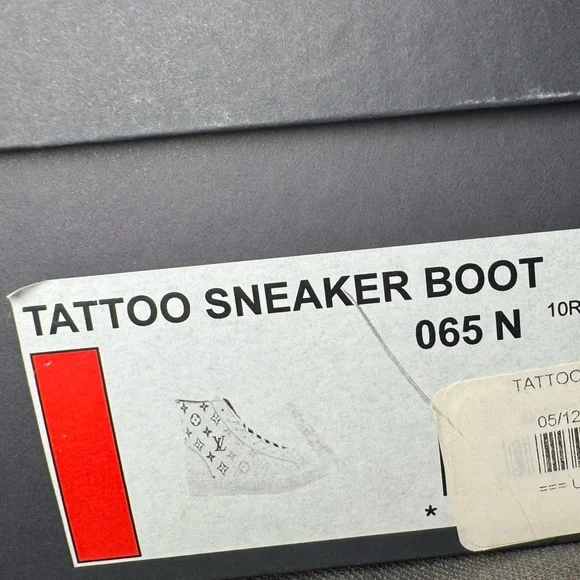 TATTOO SNEAKER BOOT
065 N
10R
TATTOO
05/12
=== U
*